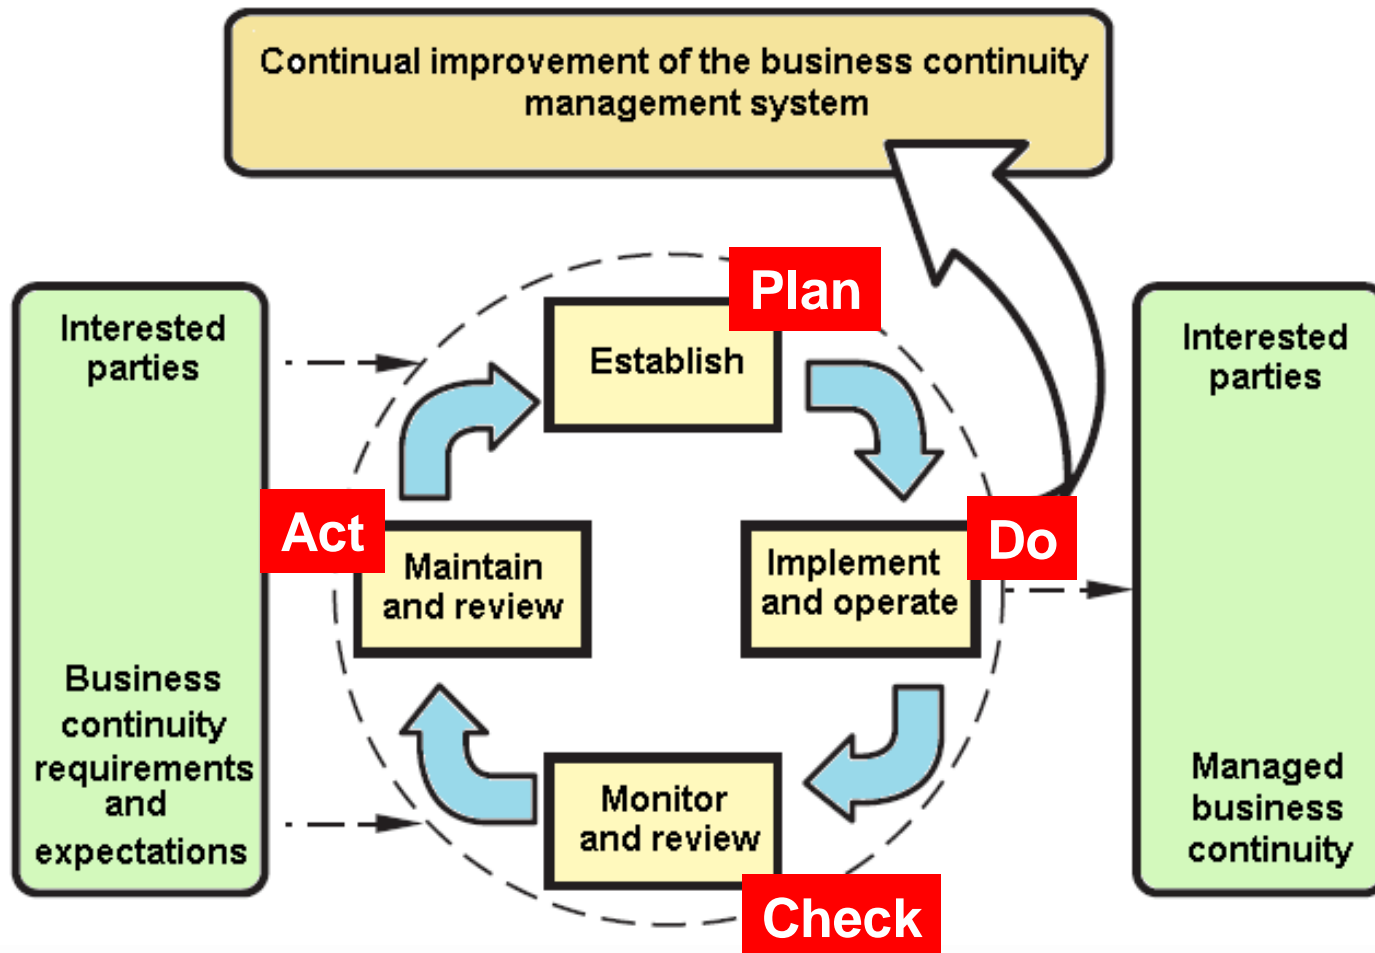 Continual improvement of the business continuity
management system
Plan
Interested
parties
Establish
Interested
parties
Act
Do
Maintain
and review
Implement
and operate
Business
continuity
requirements
and
expectations
Monitor
and review
Managed
business
continuity
Check